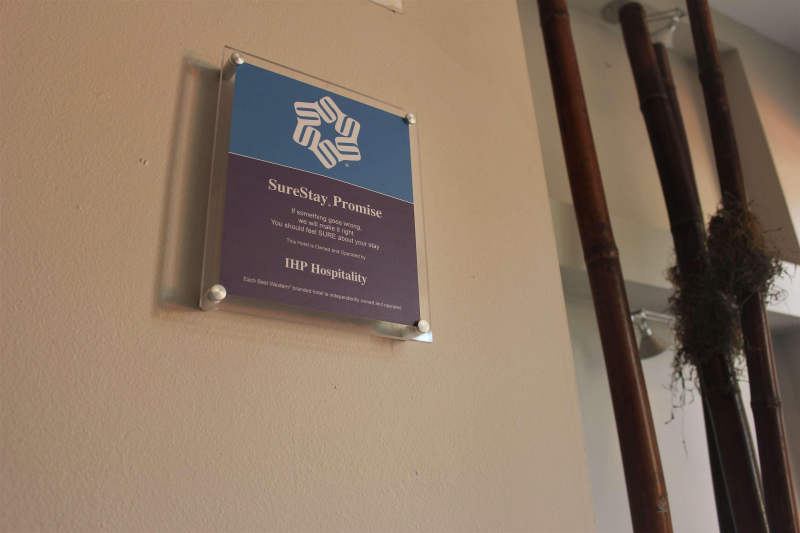 SureStay® Promise
If something goes wrong,
we will make it right.
You should feel SURE about your stay
This Hotel is Owned and Operated by
IHP Hospitality
Each Best Western® branded hotel is independently owned and operated.